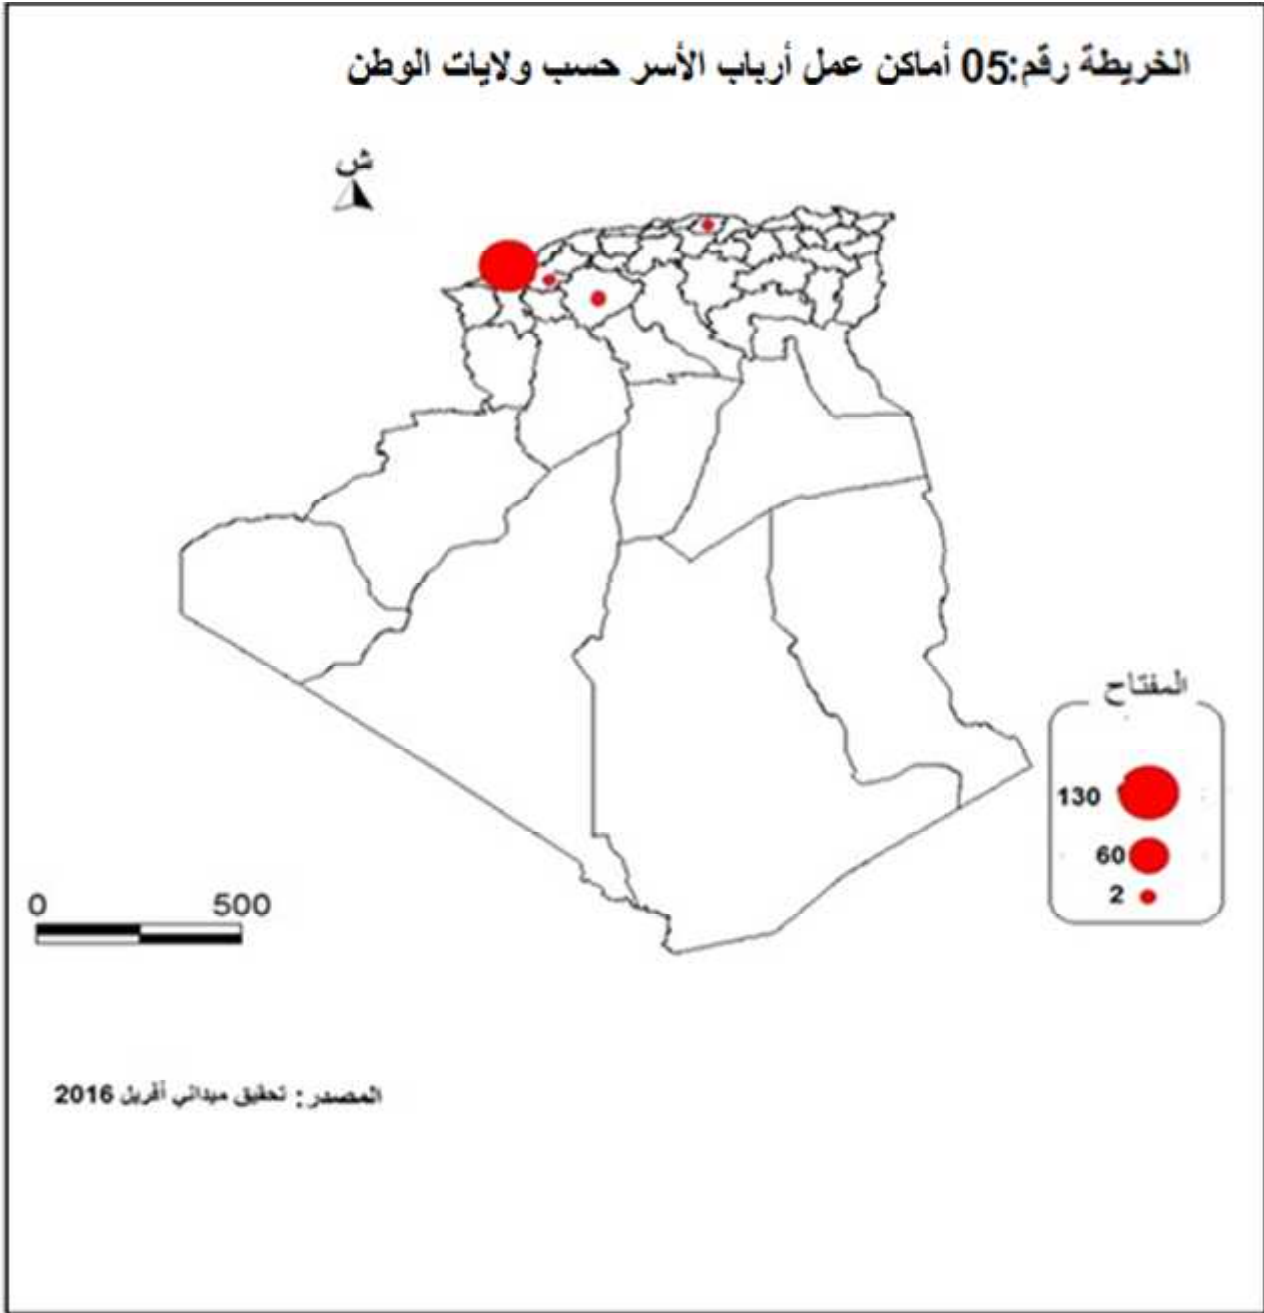 الخريطة رقم:05 أماكن عمل أرباب الأسر حسب ولايات الوطن
ش
المفتاح
130
60
2
0 500
المصدر: تحقيق ميداني أفريل 2016